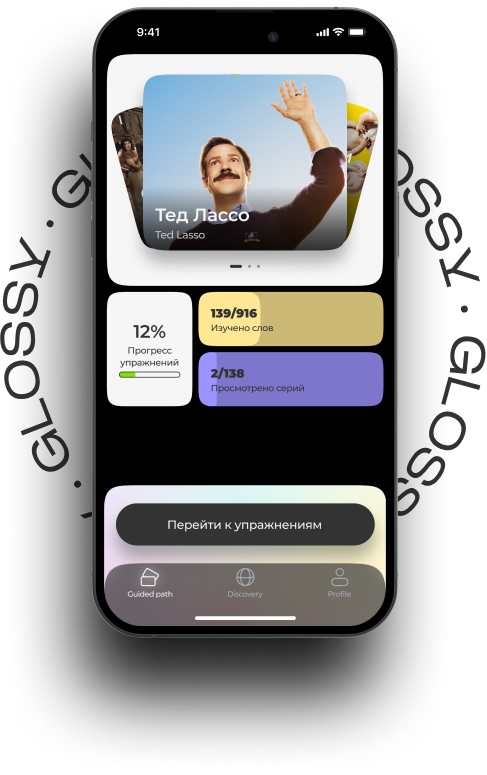 9:41
Тед Лассо
Ted Lasso
12%
Прогресс
упражнений
139/916
Изучено слов
2/138
Просмотрено серий
Перейти к упражнениям
Guided path
Discovery
Profile
GLOSSY · GLOSSY ·
GLOSSY · GLOSSY